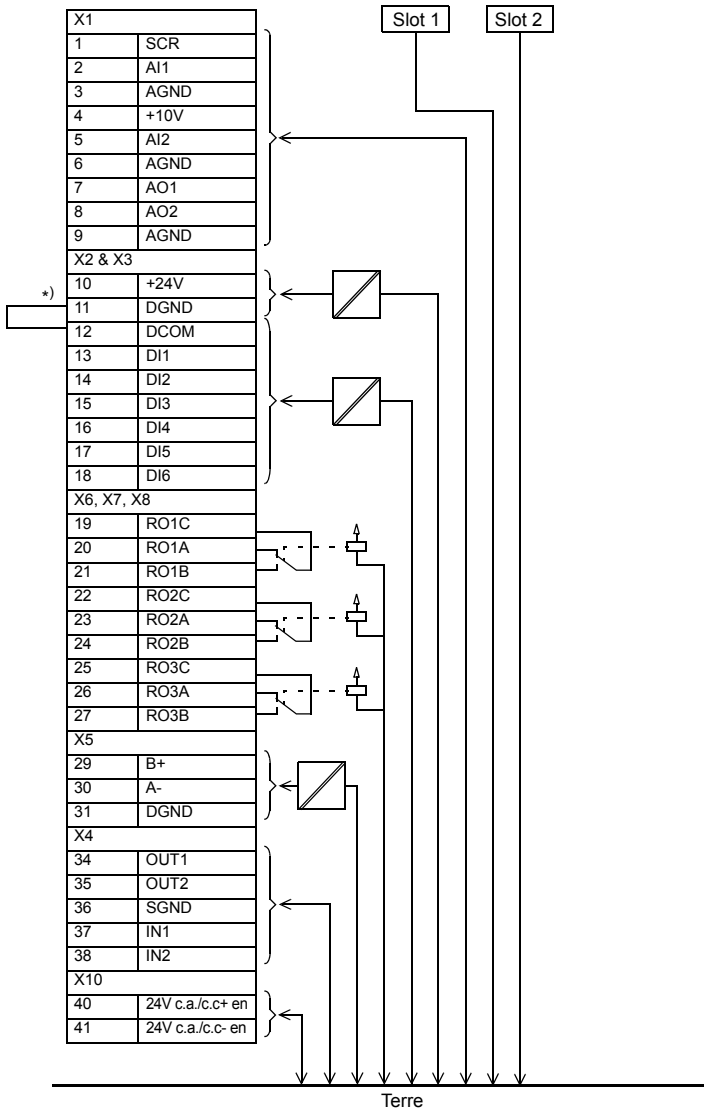 Slot 1 Slot 2
X1
1 SCR
2 AI1
3 AGND
4 +10V
5 AI2
6 AGND
7 AO1
8 AO2
9 AGND
X2 & X3
*)
10 +24V
11 DGND
12 DCOM
13 DI1
14 DI2
15 DI3
16 DI4
17 DI5
18 DI6
X6, X7, X8
19 RO1C
20 RO1A
21 RO1B
22 RO2C
23 RO2A
24 RO2B
25 RO3C
26 RO3A
27 RO3B
X5
29 B+
30 A-
31 DGND
X4
34 OUT1
35 OUT2
36 SGND
37 IN1
38 IN2
X10
40 24V c.a./c.c+ en
41 24V c.a./c.c- en
Terre